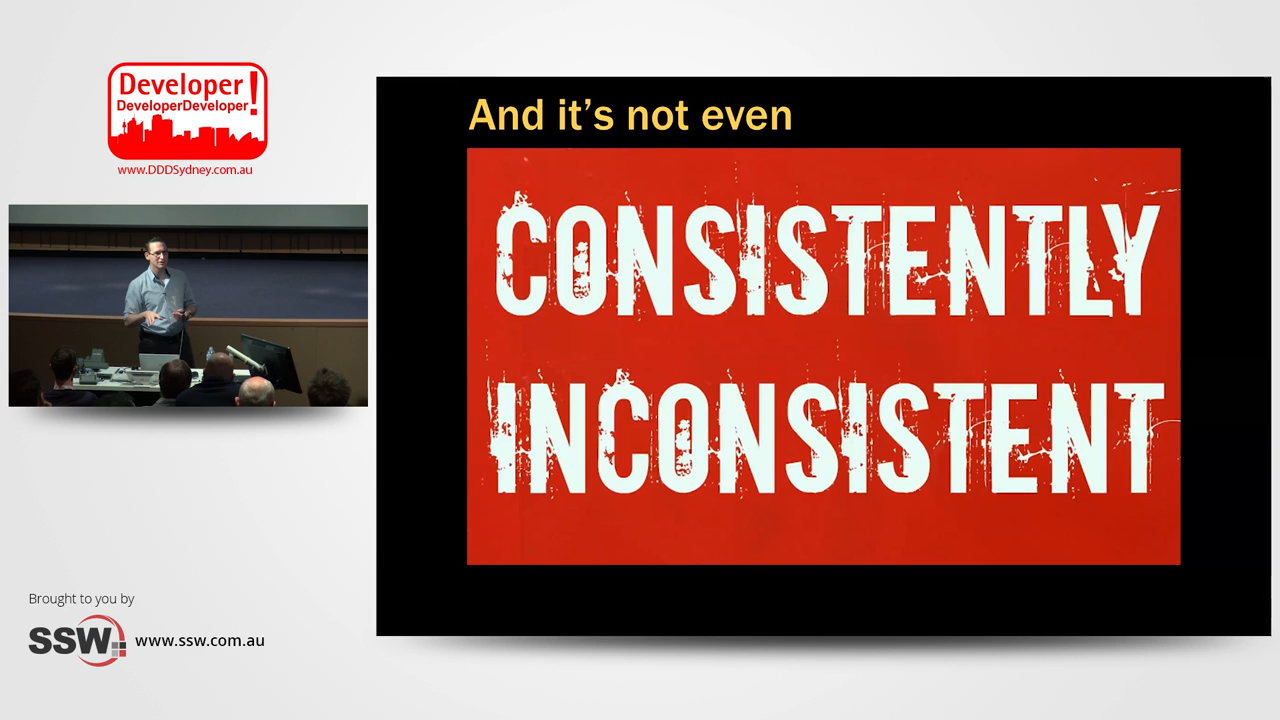 Developer!
DeveloperDeveloper
www.DDDSydney.com.au
And it's not even
CONSISTENTLY
INCONSISTENT
Brought to you by
SSW
www.ssw.com.au